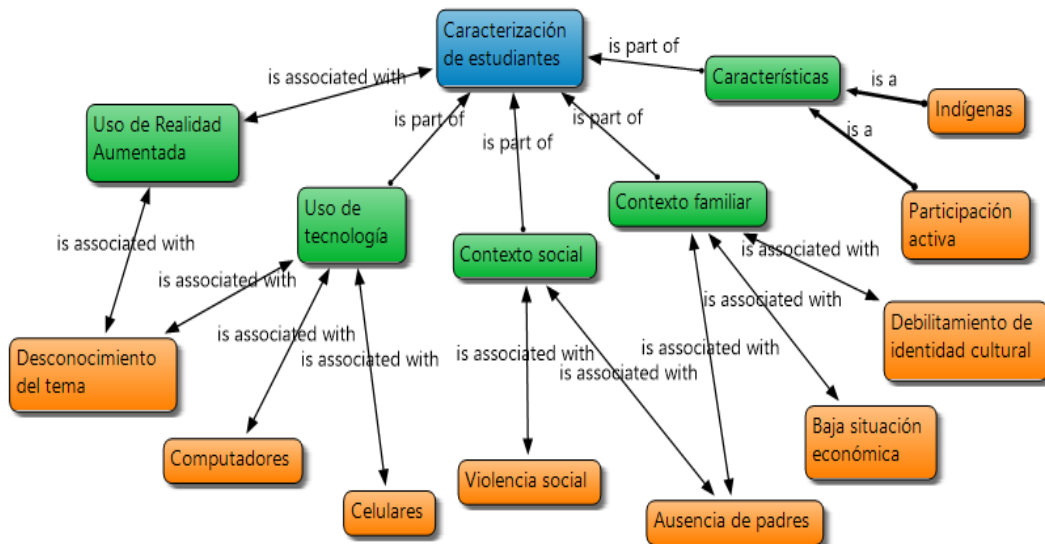 Caracterización
de estudiantes
is part of
Características
is a
Indígenas
is associated with
Uso de Realidad
Aumentada
is part of
is part of
is part of
is a
Uso de
tecnología
Contexto familiar
Participación
activa
Contexto social
is associated with
is associated with
is associated with
is associated with
Desconocimiento
del tema
is associated with
is associated with
is associated with
is associated with
is associated with
Debilitamiento de
identidad cultural
Computadores
Baja situación
económica
Violencia social
Celulares
Ausencia de padres